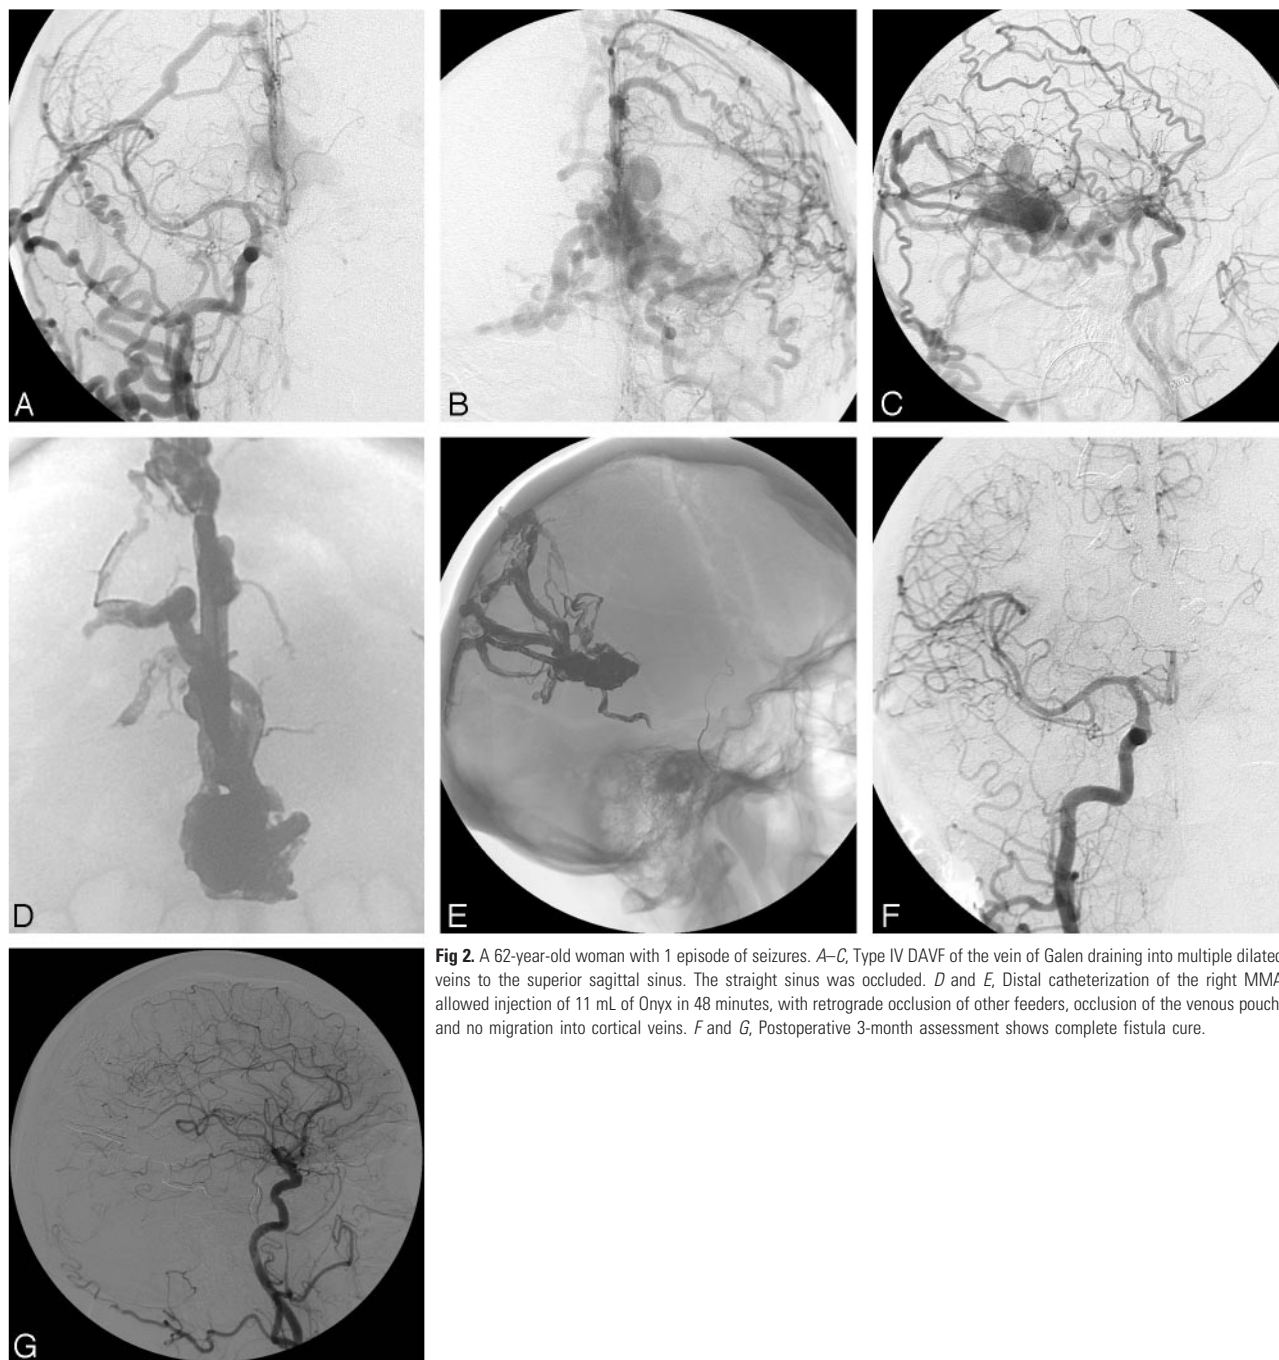 A
B
C
D
E
F
Fig 2. A 62-year-old woman with 1 episode of seizures. A–C, Type IV DAVF of the vein of Galen draining into multiple dilated
veins to the superior sagittal sinus. The straight sinus was occluded. D and E, Distal catheterization of the right MMA
allowed injection of 11 mL of Onyx in 48 minutes, with retrograde occlusion of other feeders, occlusion of the venous pouch,
and no migration into cortical veins. F and G, Postoperative 3-month assessment shows complete fistula cure.
G